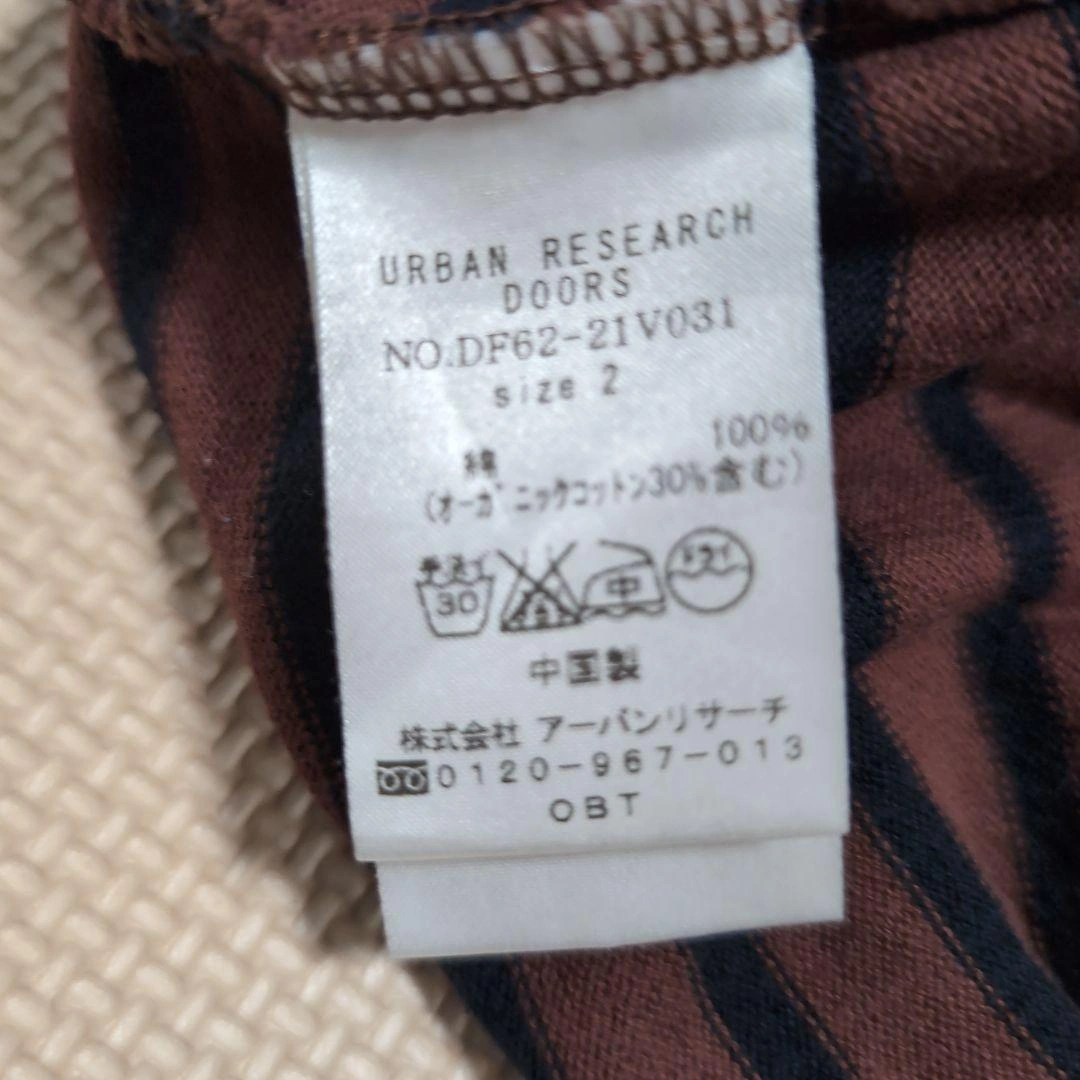 URBAN RESEARCH
DOORS
NO.DF62-21V031
size 2
綿 100%
(オーガニックコットン30%含む)
手洗イ
30
中
ドライ
中国製
株式会社 アーバンリサーチ
0120-967-013
OBT